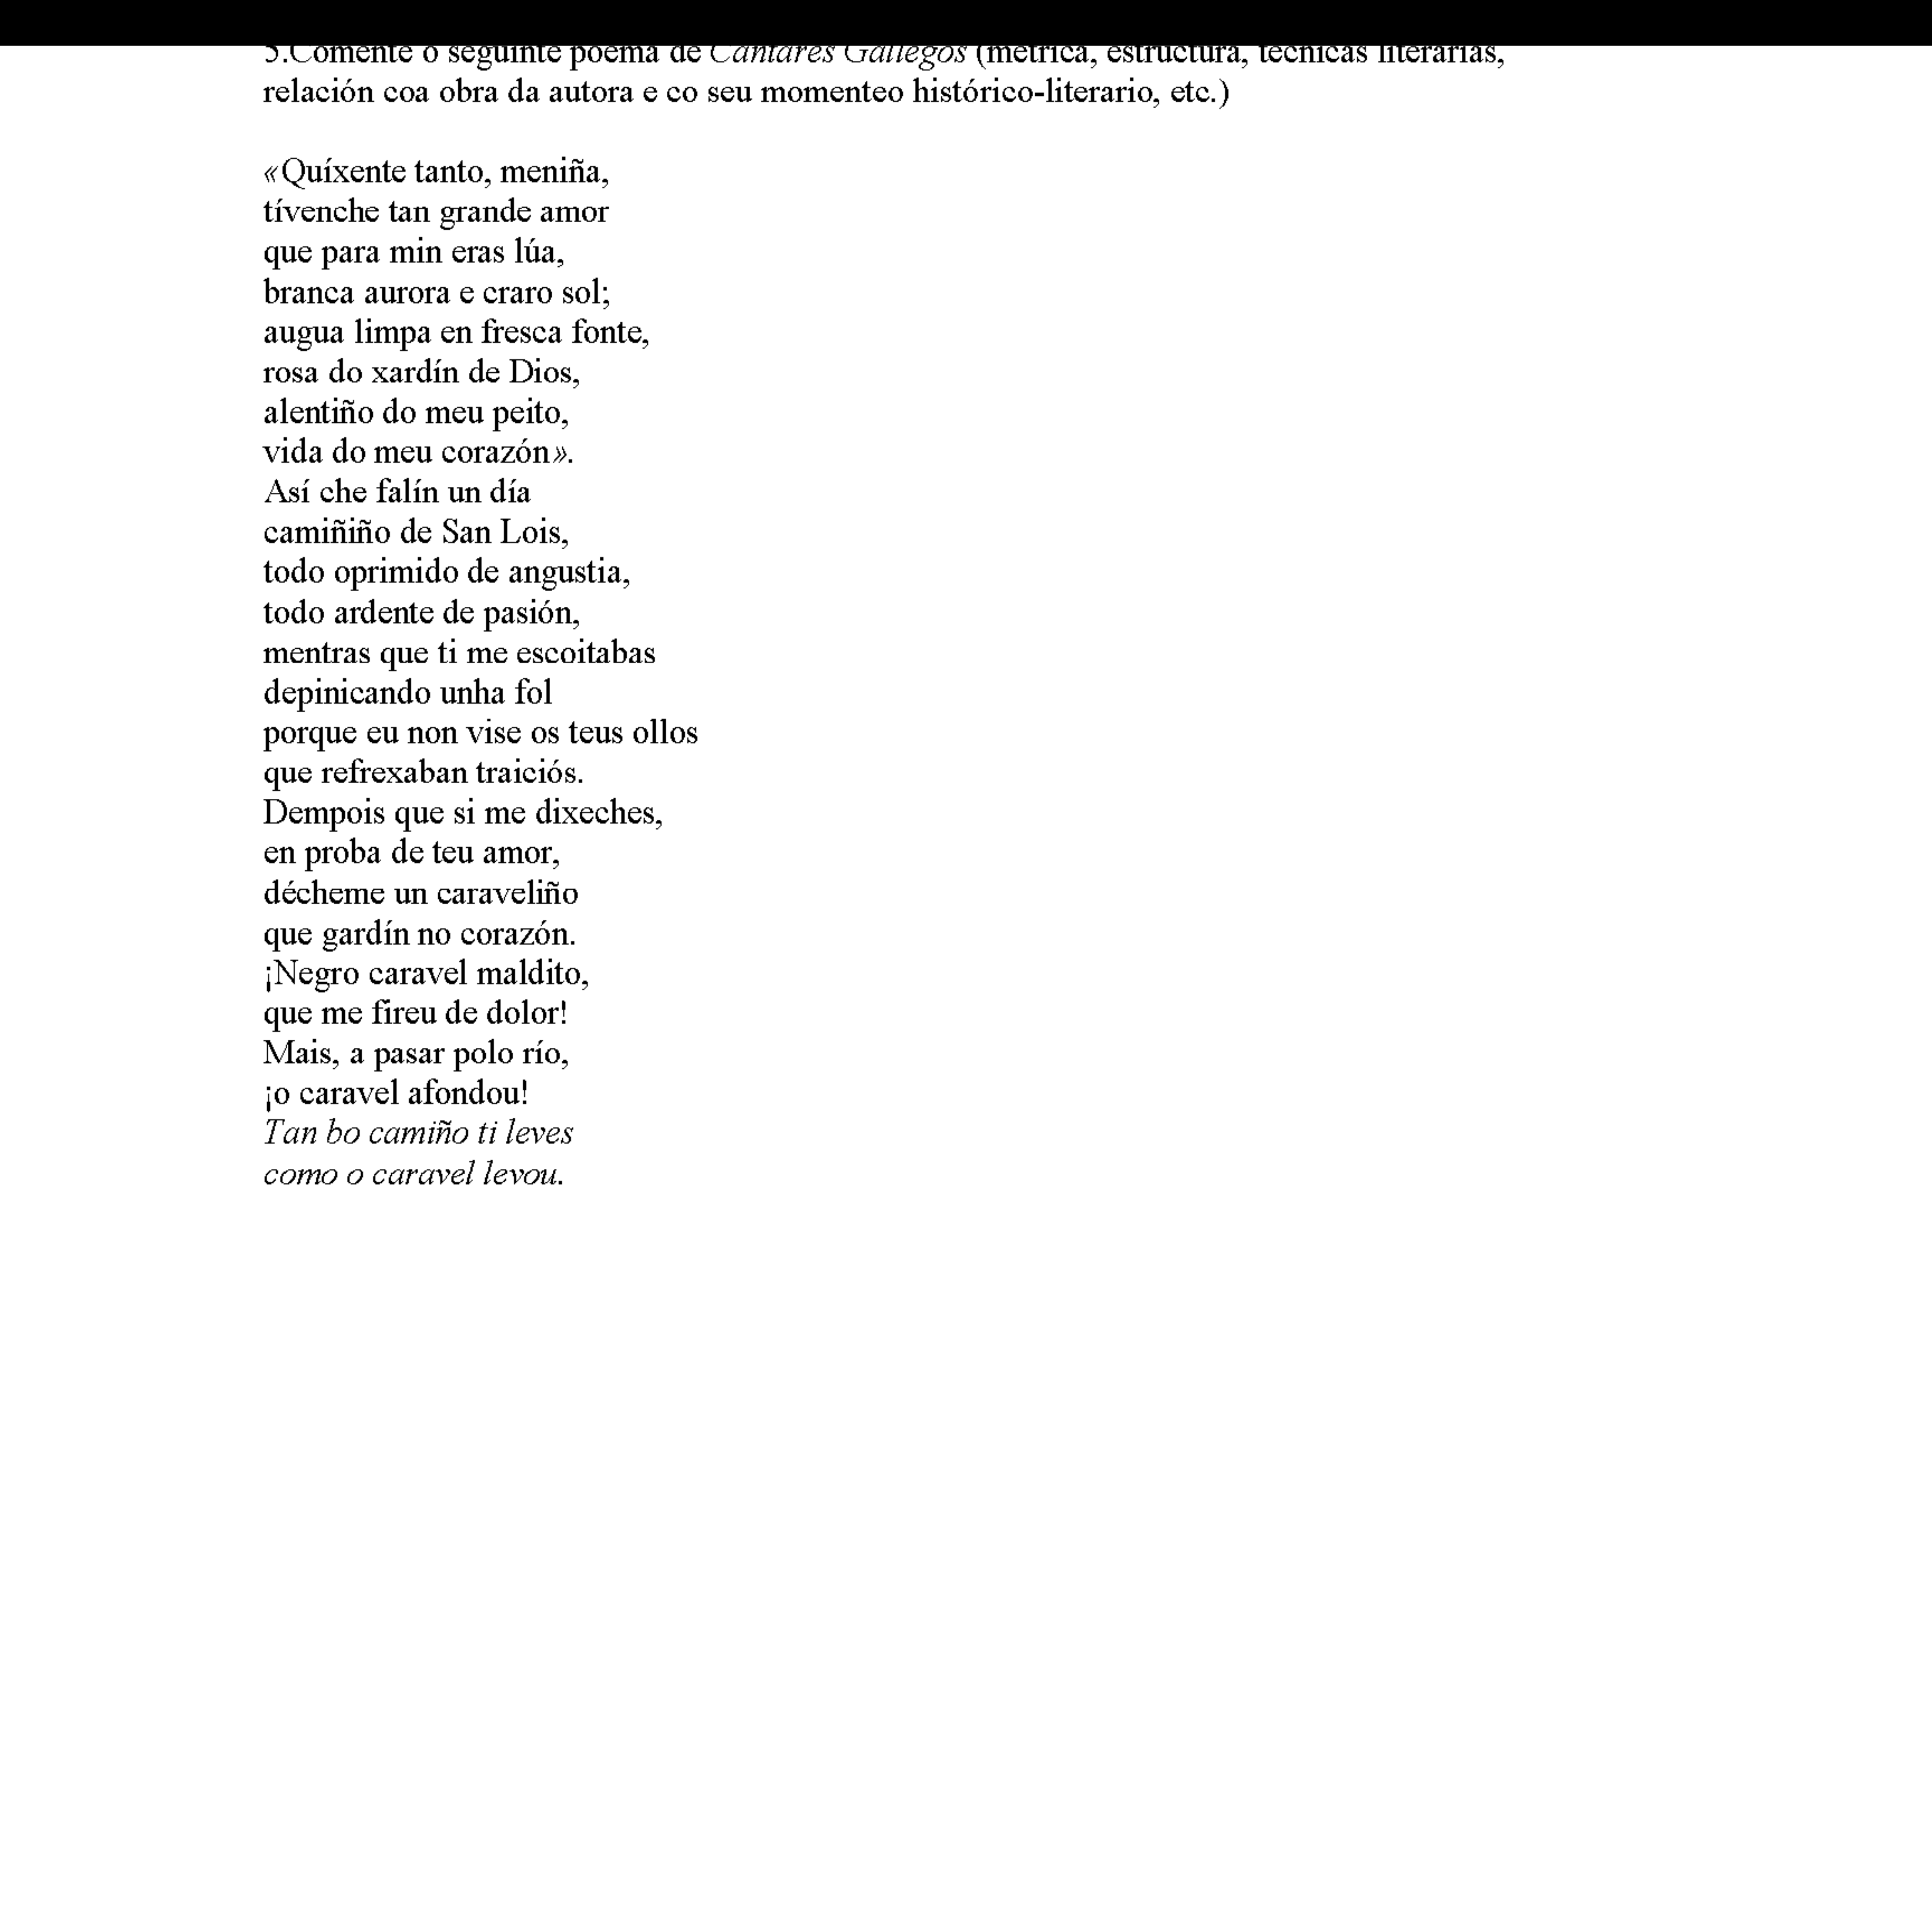 5.Comente o seguinte poema de Cantares Gallegos (métrica, estructura, técnicas literarias,
relación coa obra da autora e co seu momenteo histórico-literario, etc.)
«Quíxente tanto, meniña,
tívenche tan grande amor
que para min eras lúa,
branca aurora e craro sol;
augua limpa en fresca fonte,
rosa do xardín de Dios,
alentiño do meu peito,
vida do meu corazón».
Así che falín un día
camiñiño de San Lois,
todo oprimido de angustia,
todo ardente de pasión,
mentras que ti me escoitabas
depinicando unha fol
porque eu non vise os teus ollos
que refrexaban traiciós.
Dempois que si me dixeches,
en proba de teu amor,
décheme un caraveliño
que gardín no corazón.
¡Negro caravel maldito,
que me fireu de dolor!
Mais, a pasar polo río,
¡o caravel afondou!
Tan bo camiño ti leves
como o caravel levou.